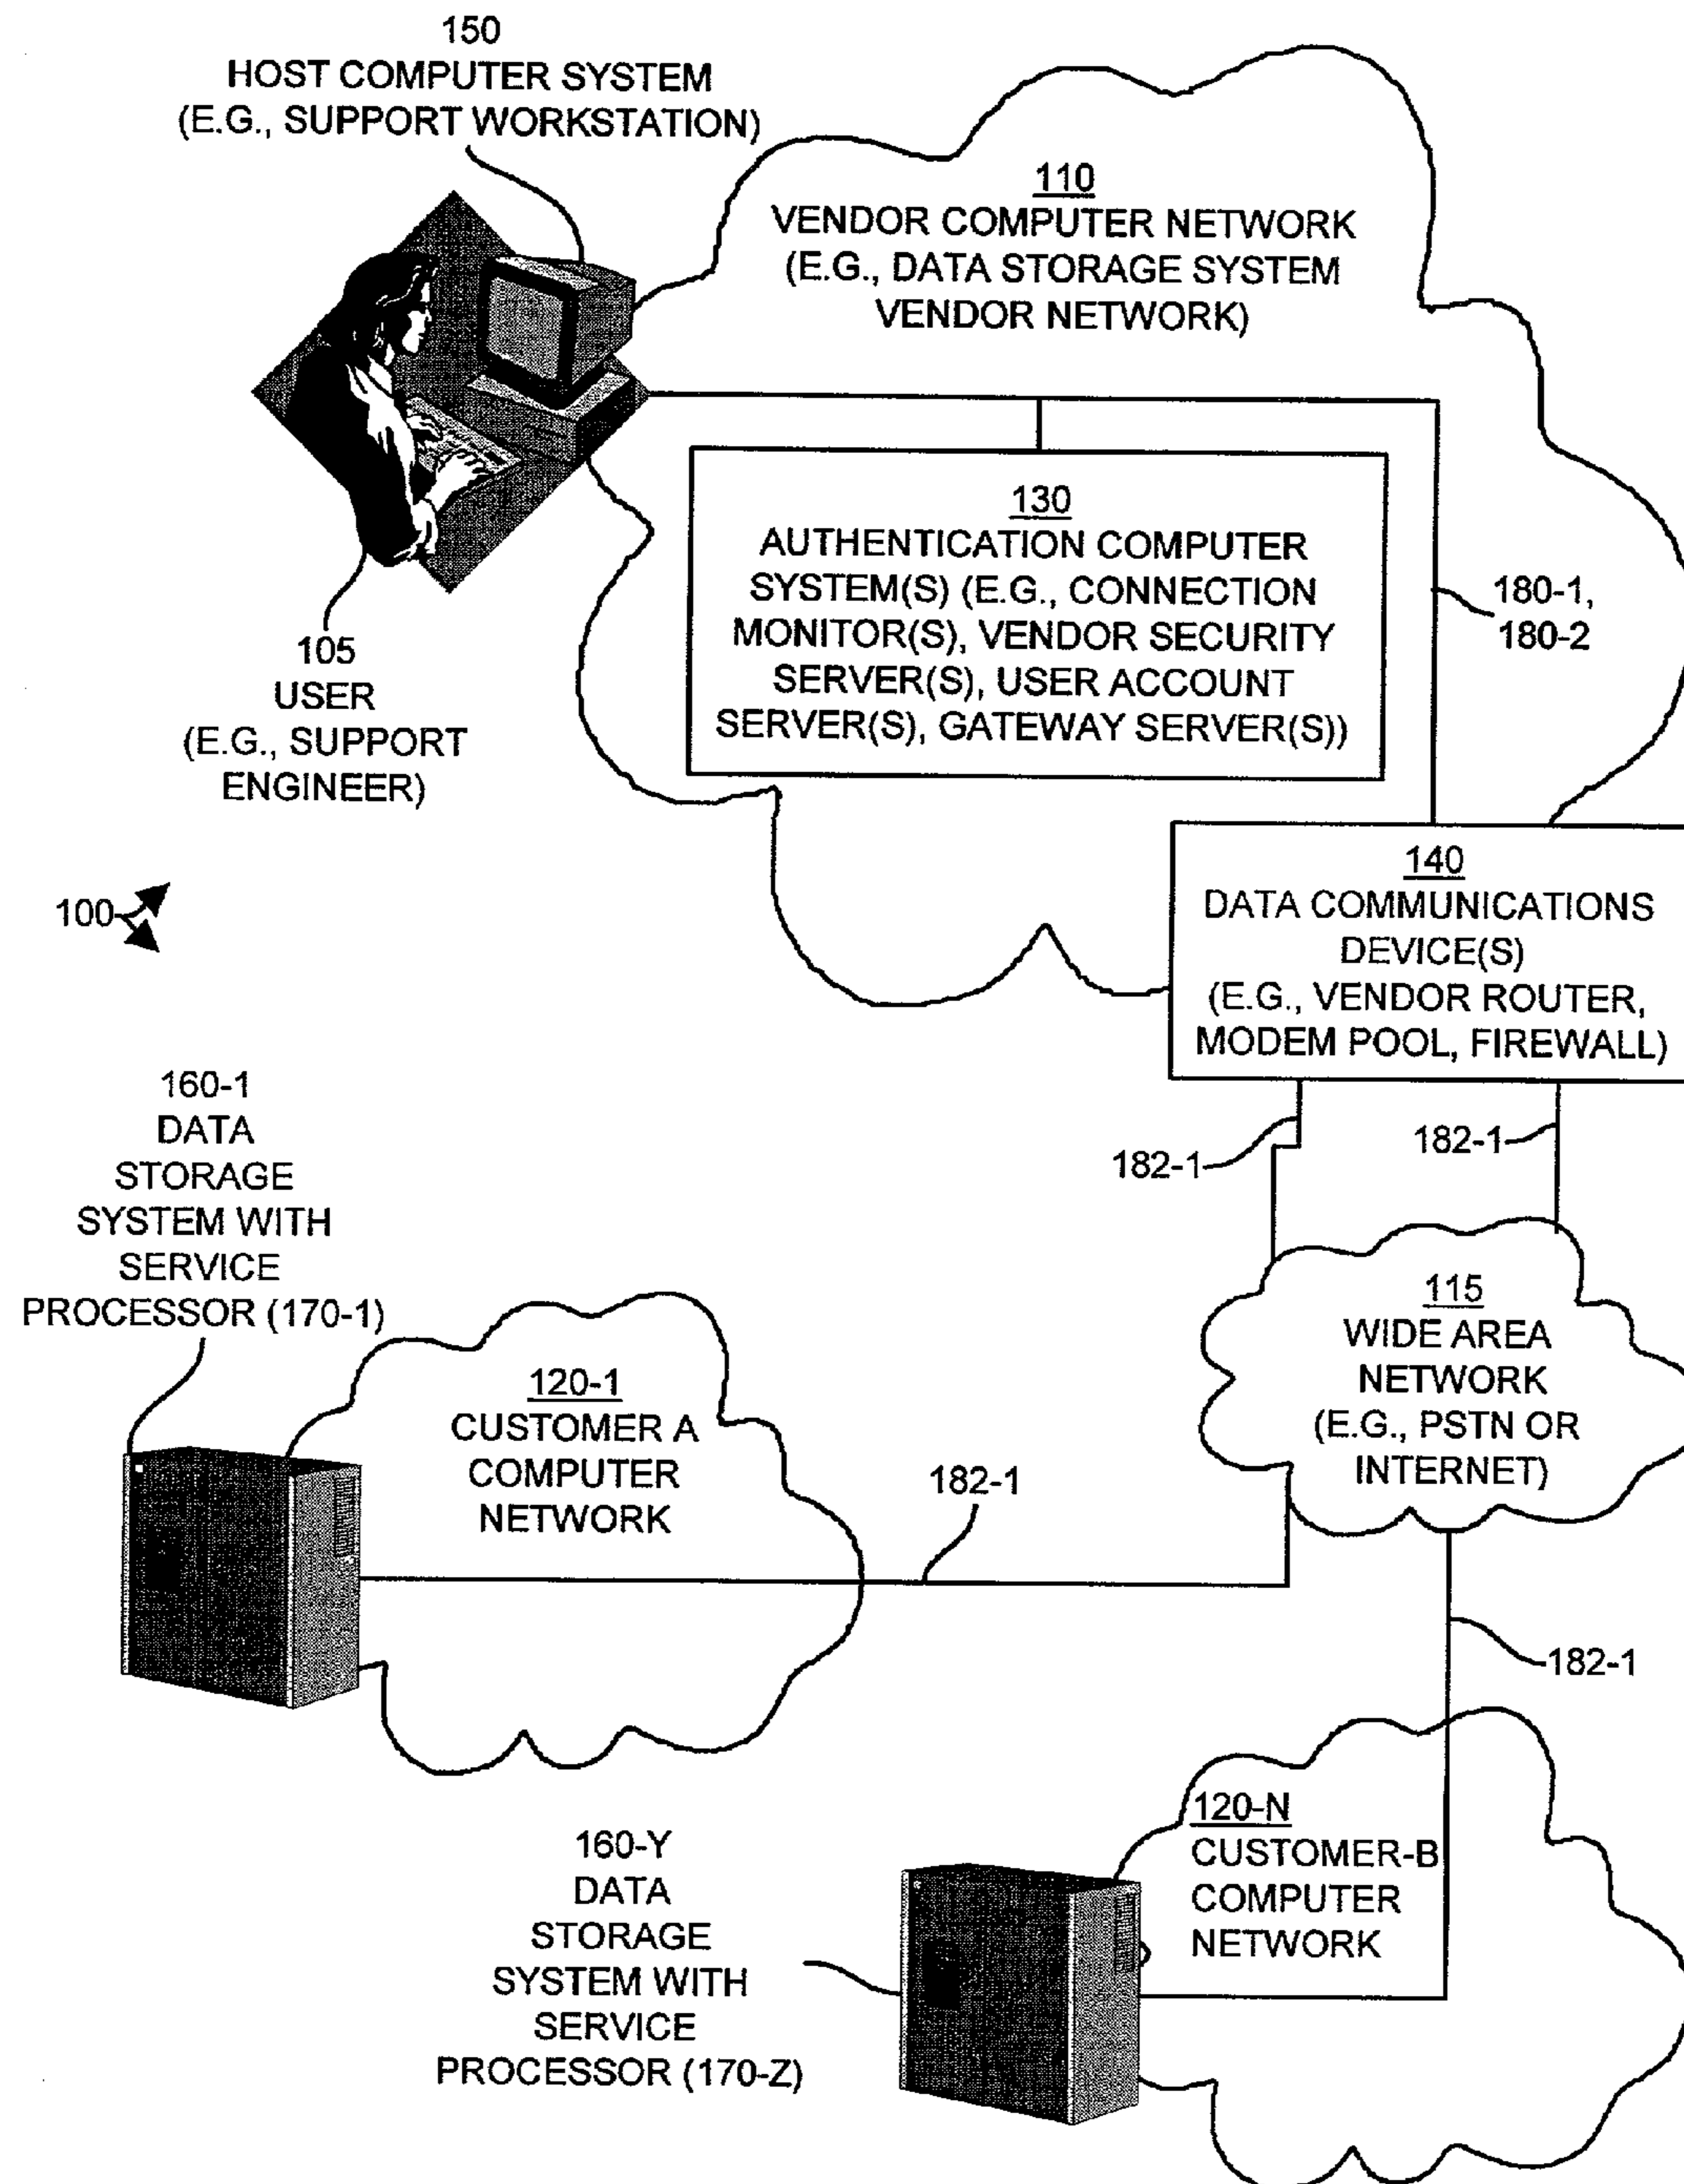 150
HOST COMPUTER SYSTEM
(E.G., SUPPORT WORKSTATION)
110
VENDOR COMPUTER NETWORK
(E.G., DATA STORAGE SYSTEM
VENDOR NETWORK)
130
AUTHENTICATION COMPUTER
SYSTEM(S) (E.G., CONNECTION
MONITOR(S), VENDOR SECURITY
SERVER(S), USER ACCOUNT
SERVER(S), GATEWAY SERVER(S))
180-1,
180-2
105
USER
(E.G., SUPPORT
ENGINEER)
100
140
DATA COMMUNICATIONS
DEVICE(S)
(E.G., VENDOR ROUTER,
MODEM POOL, FIREWALL)
182-1
182-1
160-1
DATA
STORAGE
SYSTEM WITH
SERVICE
PROCESSOR (170-1)
115
WIDE AREA
NETWORK
(E.G., PSTN OR
INTERNET)
120-1
CUSTOMER A
COMPUTER
NETWORK
182-1
182-1
120-N
CUSTOMER-B
COMPUTER
NETWORK
160-Y
DATA
STORAGE
SYSTEM WITH
SERVICE
PROCESSOR (170-Z)